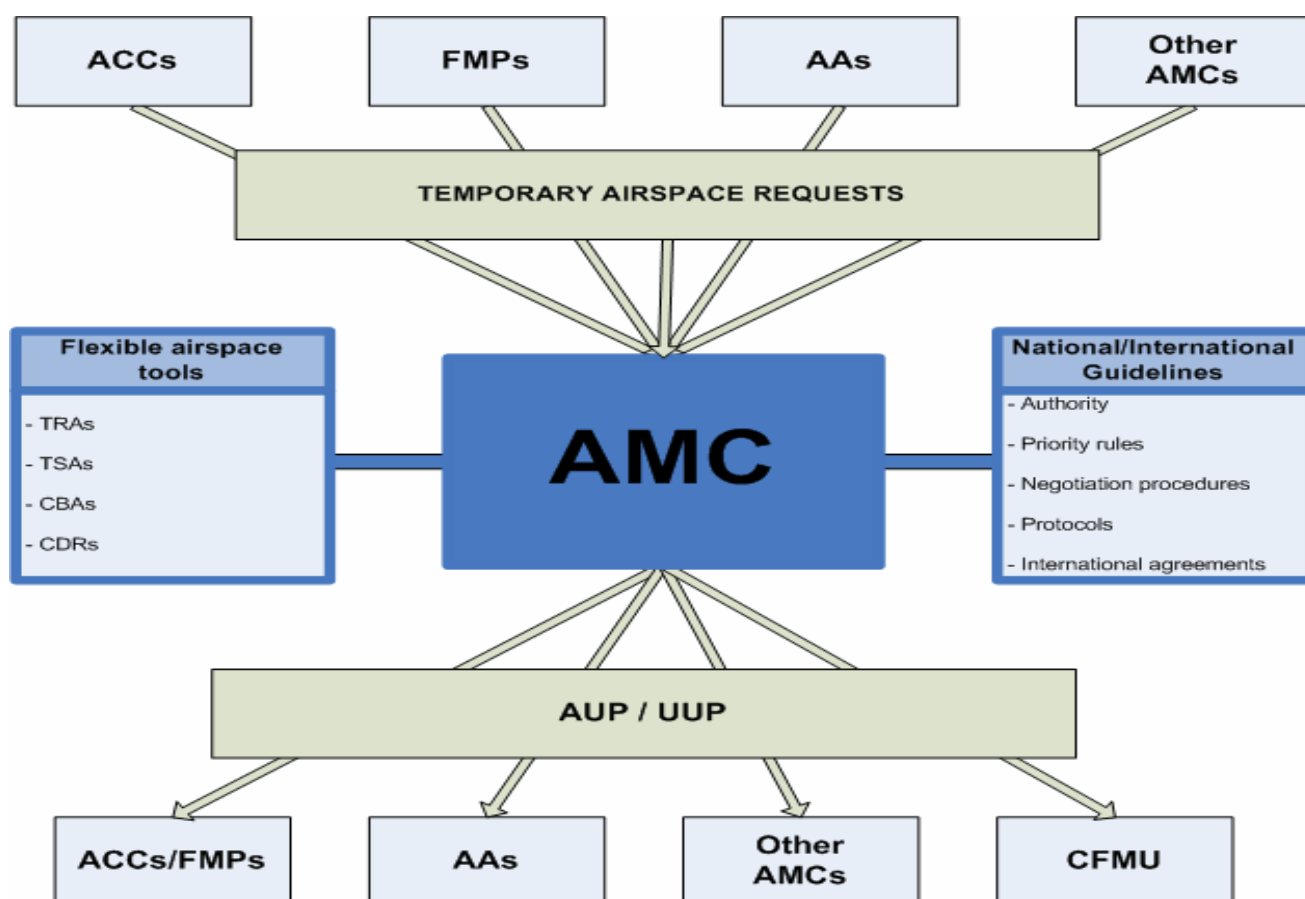 ACCs
FMPs
AAs
Other
AMCs
TEMPORARY AIRSPACE REQUESTS
Flexible airspace
tools
- TRAs
- TSAs
- CBAs
- CDRs
AMC
National/International
Guidelines
- Authority
- Priority rules
- Negotiation procedures
- Protocols
- International agreements
AUP / UUP
ACCs/FMPs
AAs
Other
AMCs
CFMU